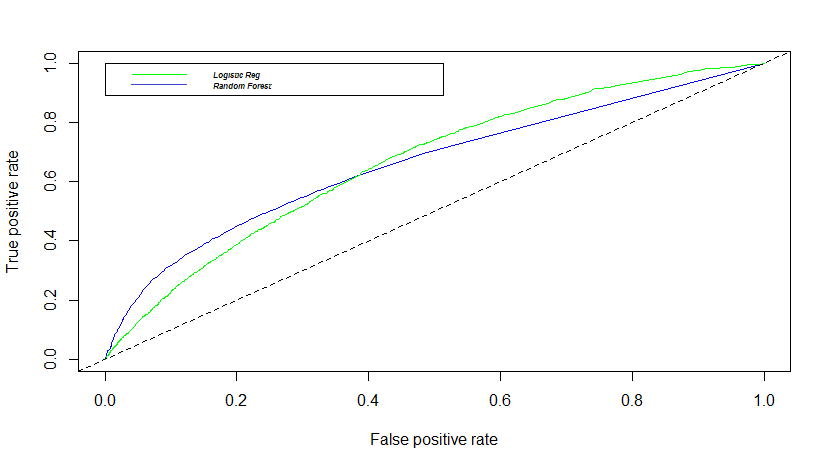 Logistic Reg
Random Forest
True positive rate
1.0
0.8
0.6
0.4
0.2
0.0
0.0 0.2 0.4 0.6 0.8 1.0
False positive rate